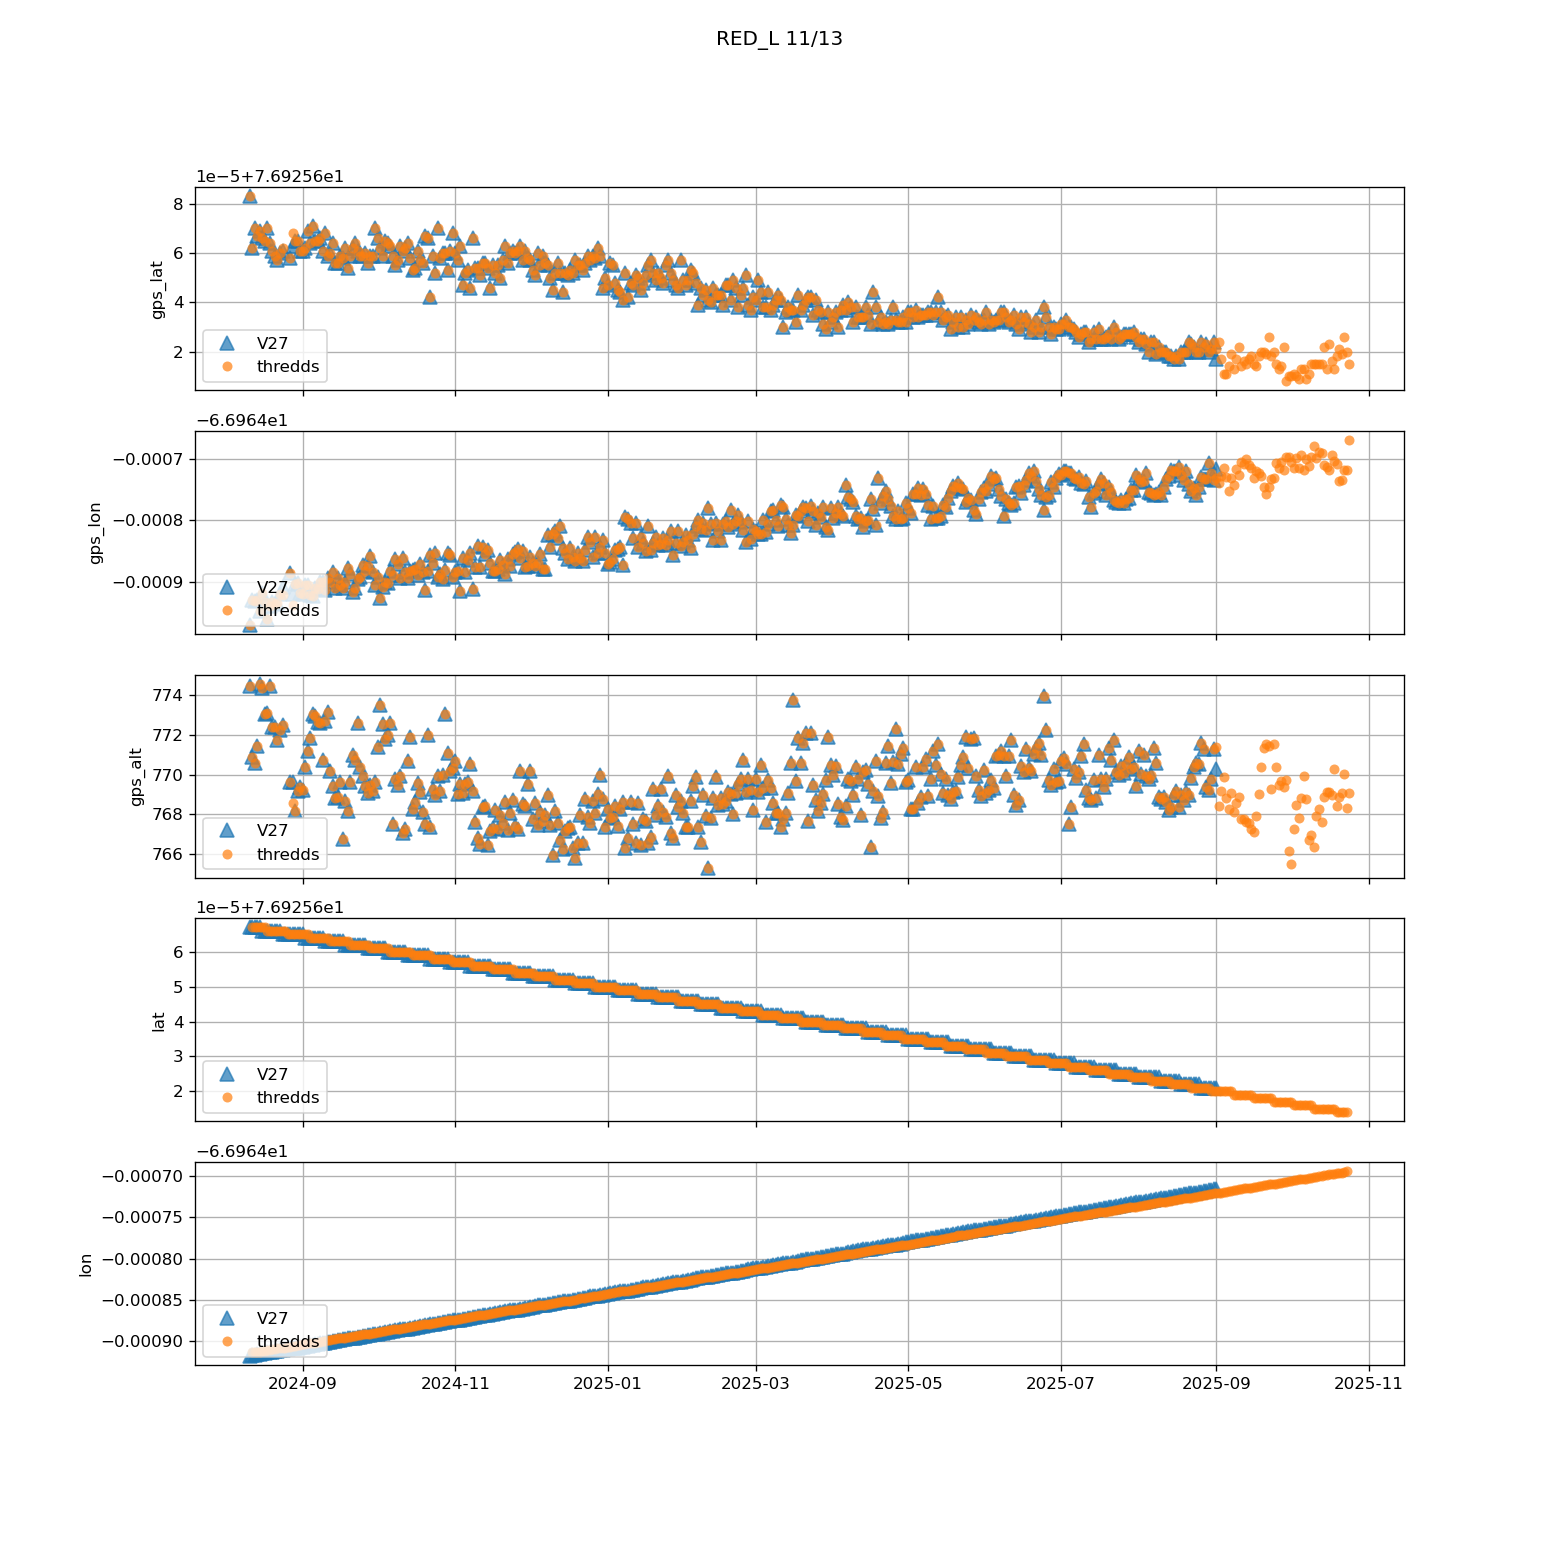 RED_L 11/13
1e−5+7.69256e1
8
6
4
2
gps_lat
V27
thredds
−6.6964e1
−0.0007
−0.0008
−0.0009
gps_lon
V27
thredds
774
772
770
768
766
gps_alt
V27
thredds
1e−5+7.69256e1
6
5
4
3
2
lat
V27
thredds
−6.6964e1
−0.00070
−0.00075
−0.00080
−0.00085
−0.00090
lon
V27
thredds
2024-09 2024-11 2025-01 2025-03 2025-05 2025-07 2025-09 2025-11